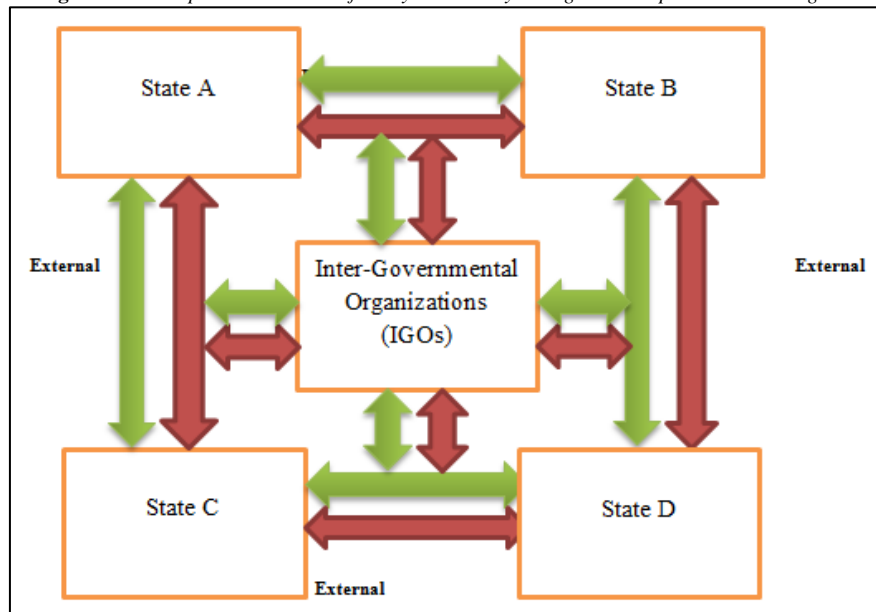 State A
State B
External
Inter-Governmental
Organizations
(IGOs)
External
State C
State D
External